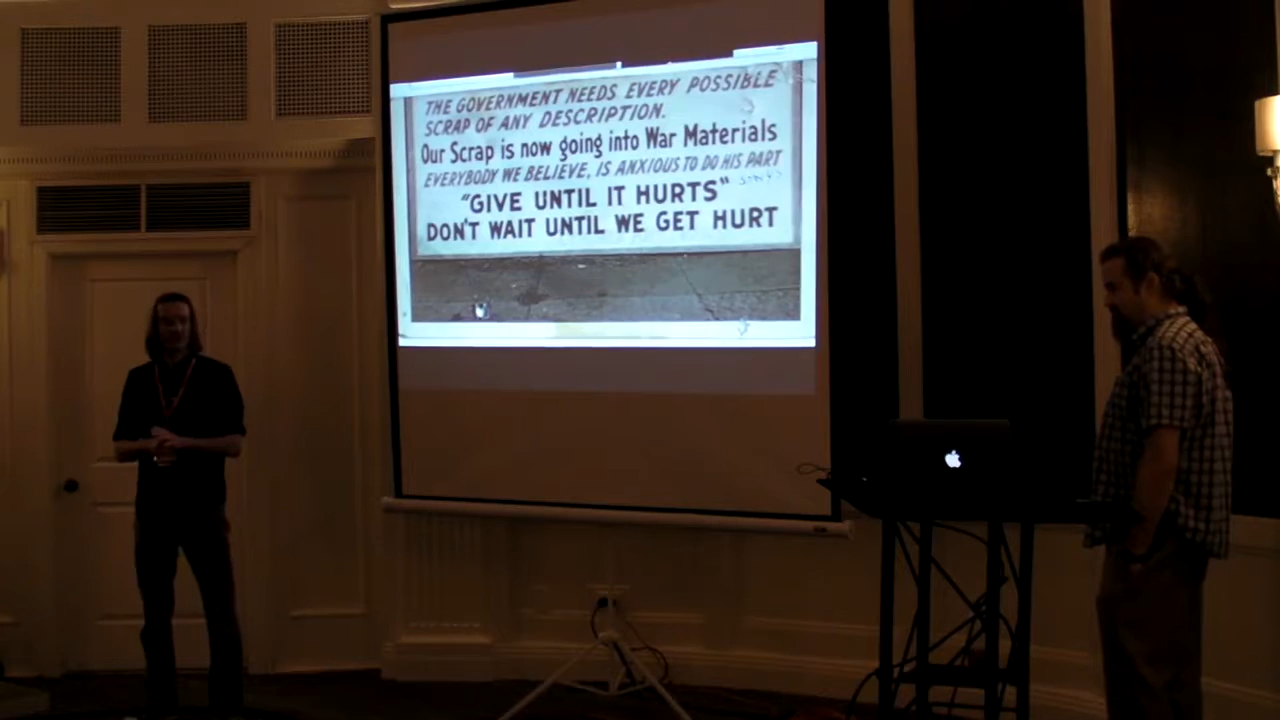 THE GOVERNMENT NEEDS EVERY POSSIBLE
SCRAP OF ANY DESCRIPTION.
Our Scrap is now going into War Materials
EVERYBODY WE BELIEVE, IS ANXIOUS TO DO HIS PART
"GIVE UNTIL IT HURTS"
DON'T WAIT UNTIL WE GET HURT